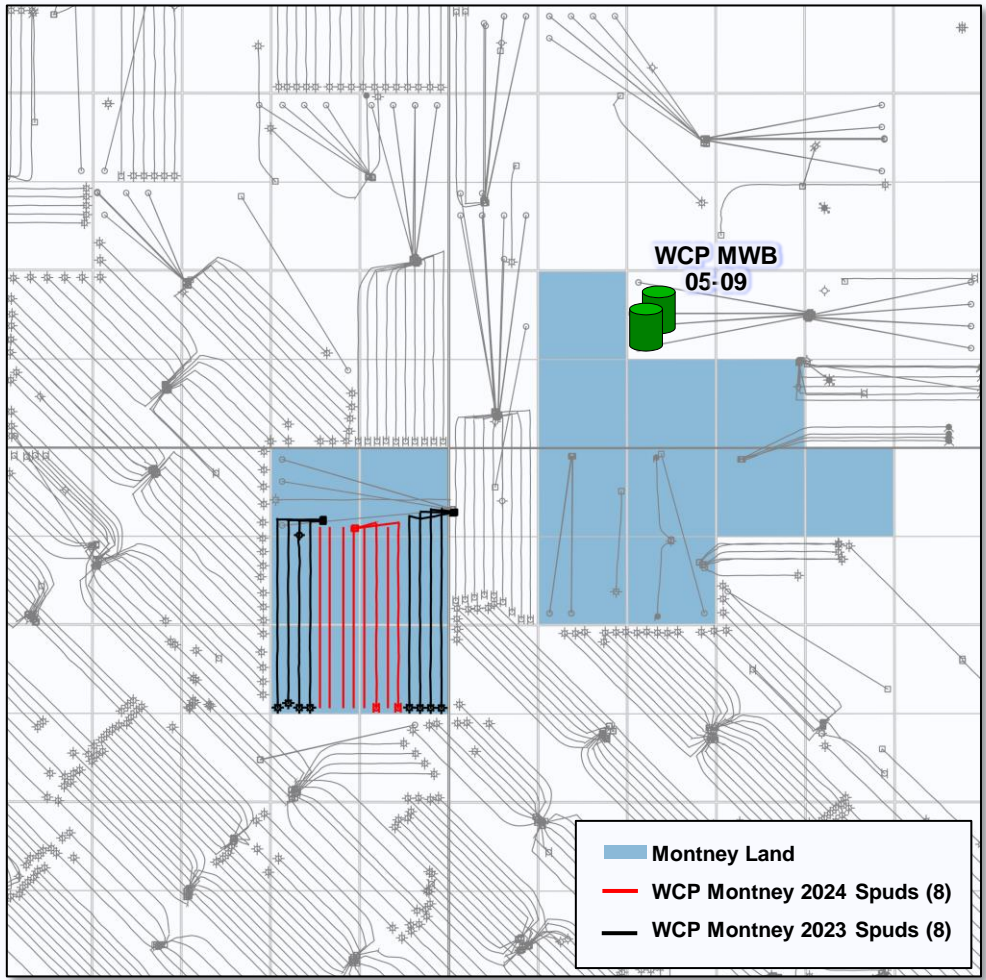 WCP MWB
05-09
Montney Land
WCP Montney 2024 Spuds (8)
WCP Montney 2023 Spuds (8)